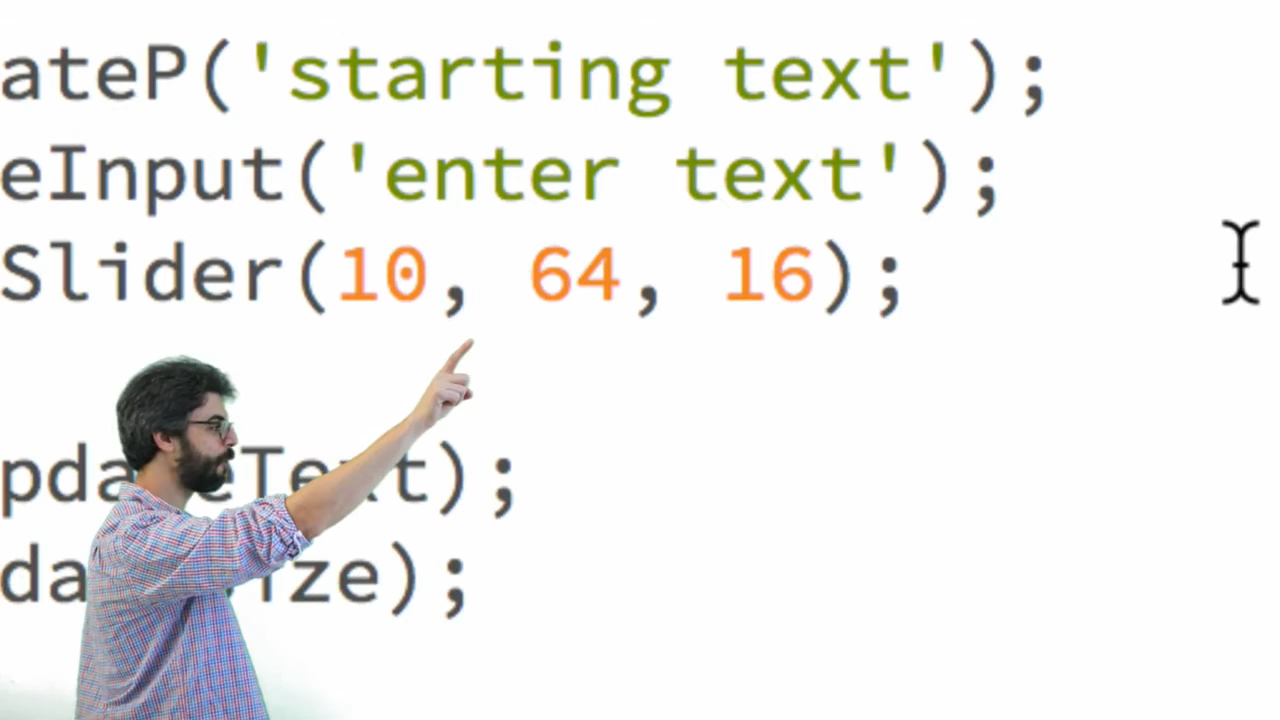 ateP('starting text');
eInput('enter text');
Slider(10, 64, 16);